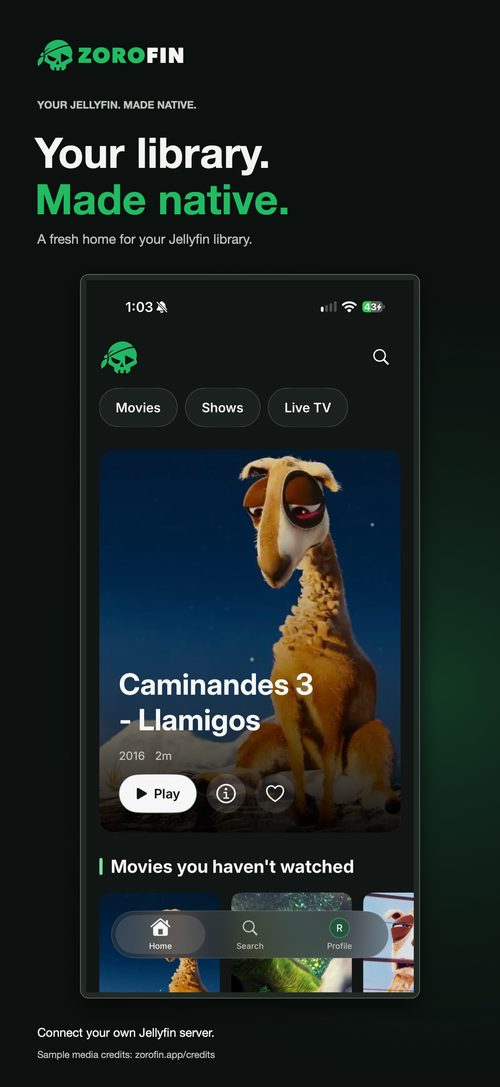 ZOROFIN
YOUR JELLYFIN. MADE NATIVE.
Your library.
Made native.
A fresh home for your Jellyfin library.
1:03
43
Movies
Shows
Live TV
Caminandes 3
- Llamigos
2016 2m
Play
Movies you haven't watched
Home
Search
R
Profile
Connect your own Jellyfin server.
Sample media credits: zorofin.app/credits